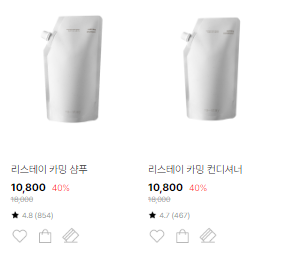 리스테이 카밍 샴푸
10,800 40%
18,000
★ 4.8 (854)
리스테이 카밍 컨디셔너
10,800 40%
18,000
★ 4.7 (467)